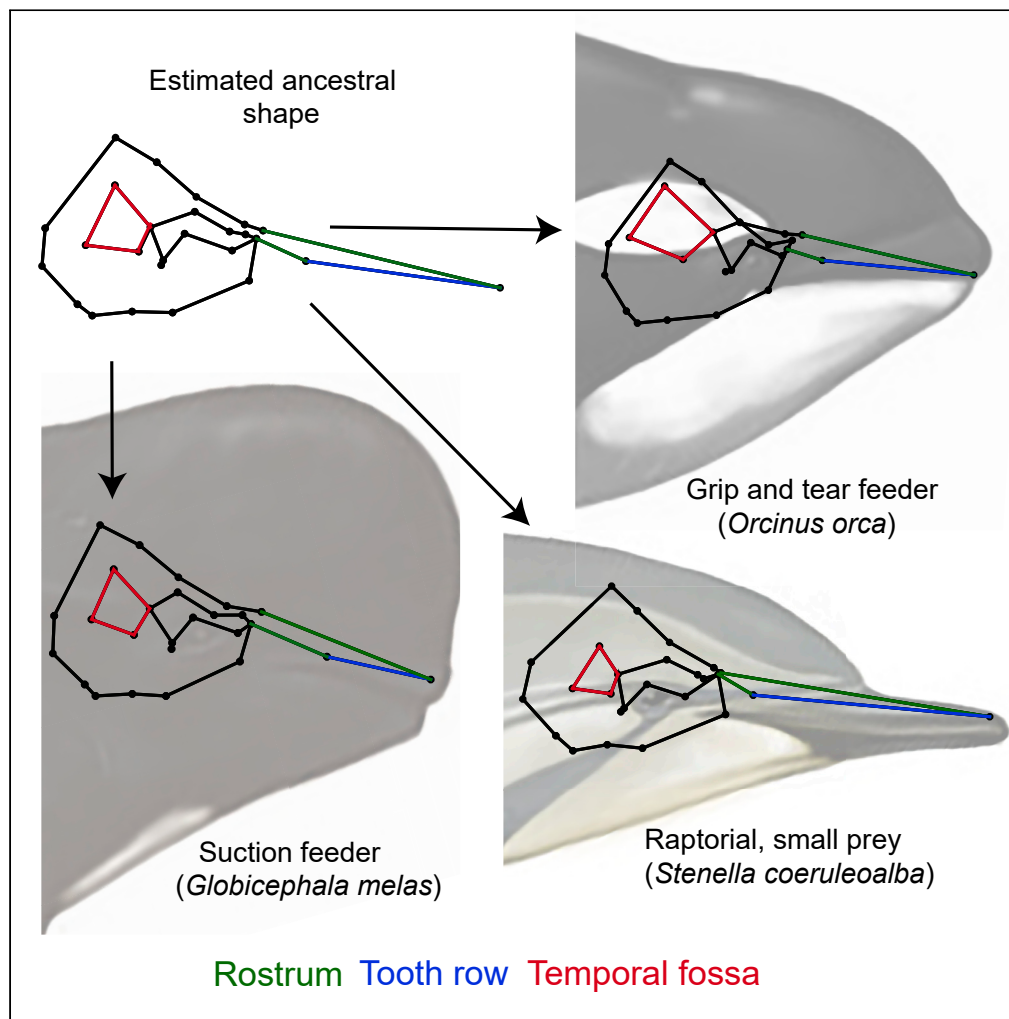 Estimated ancestral
shape
Grip and tear feeder
(Orcinus orca)
Suction feeder
(Globicephala melas)
Raptorial, small prey
(Stenella coeruleoalba)
Rostrum Tooth row Temporal fossa